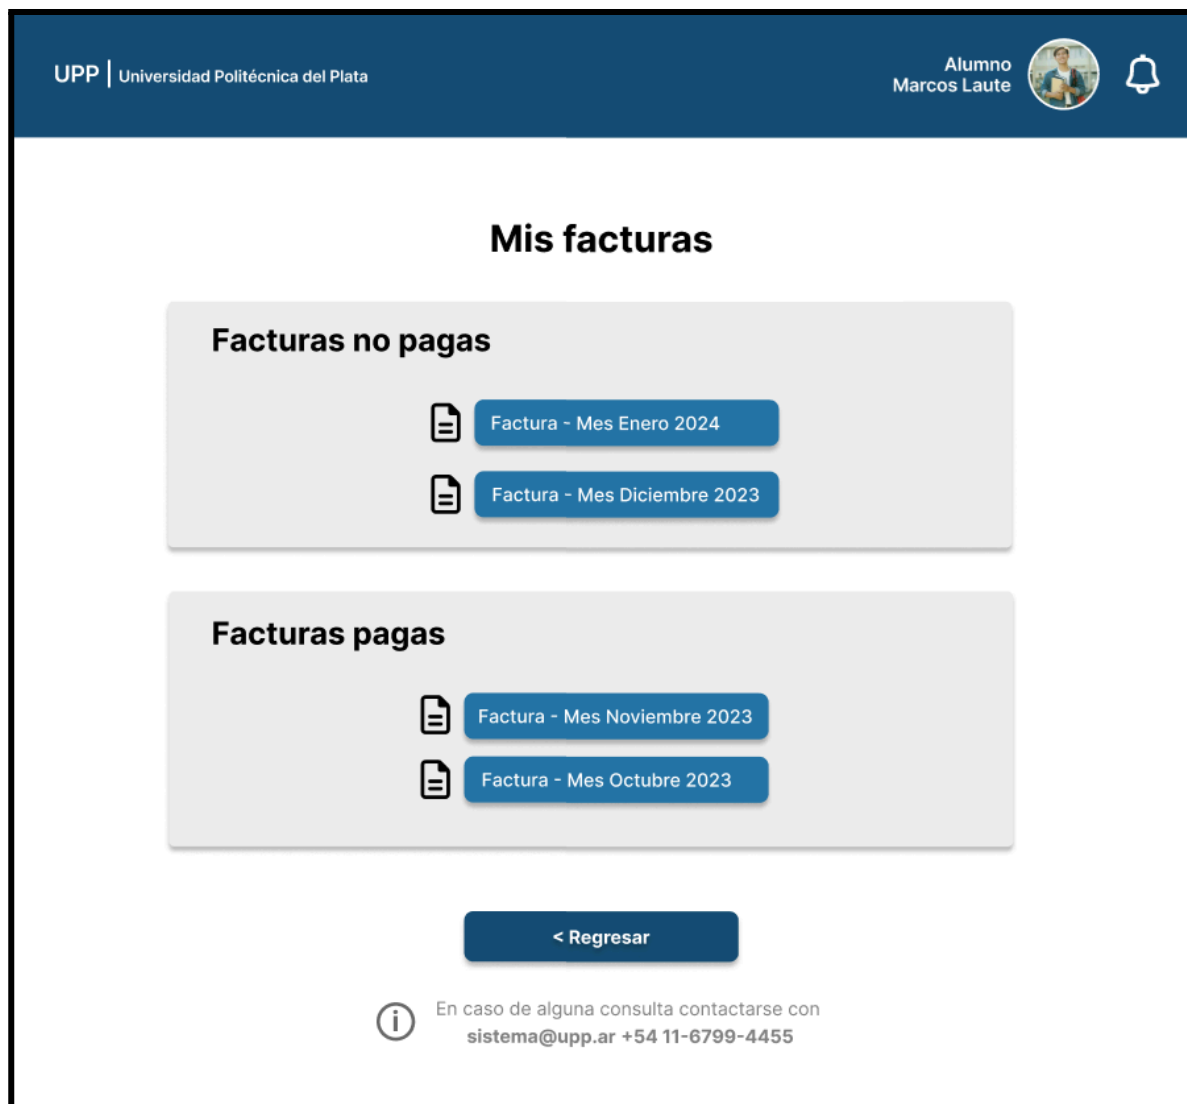 UPP | Universidad Politécnica del Plata
Alumno
Marcos Laute
Mis facturas
Facturas no pagas
Factura - Mes Enero 2024
Factura - Mes Diciembre 2023
Facturas pagas
Factura - Mes Noviembre 2023
Factura - Mes Octubre 2023
< Regresar
En caso de alguna consulta contactarse con
sistema@upp.ar +54 11-6799-4455